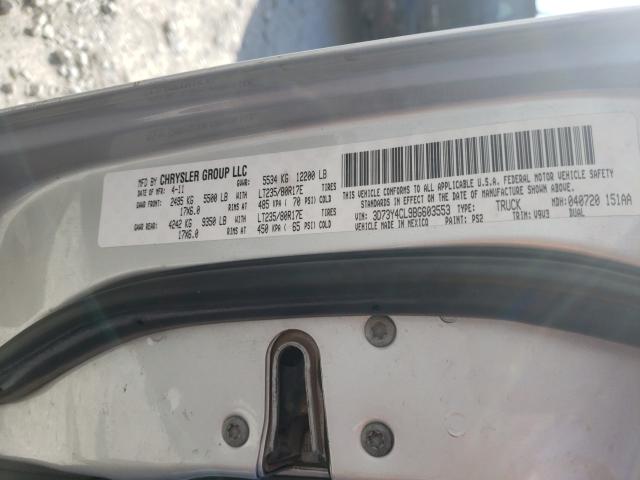 MFD BY CHRYSLER GROUP LLC GVWR: 5534 KG 12200 LB
DATE OF MFR: 4-11
GAWR: 2495 KG 5500 LB WITH LT235/80R17E TIRES
17X6.0 RIMS AT 485 KPA ( 70 PSI) COLD
GAWR: 4242 KG 9350 LB WITH LT235/80R17E TIRES
17X6.0 RIMS AT 450 KPA ( 65 PSI) COLD
THIS VEHICLE CONFORMS TO ALL APPLICABLE U.S.A. FEDERAL MOTOR VEHICLE SAFETY
STANDARDS IN EFFECT ON THE DATE OF MANUFACTURE SHOWN ABOVE.
VIN: 3D73Y4CL9BG603553 TYPE: TRUCK MDH: 040720 151AA
VEHICLE MADE IN MEXICO PAINT: PS2 TRIM: V9V3 DUAL